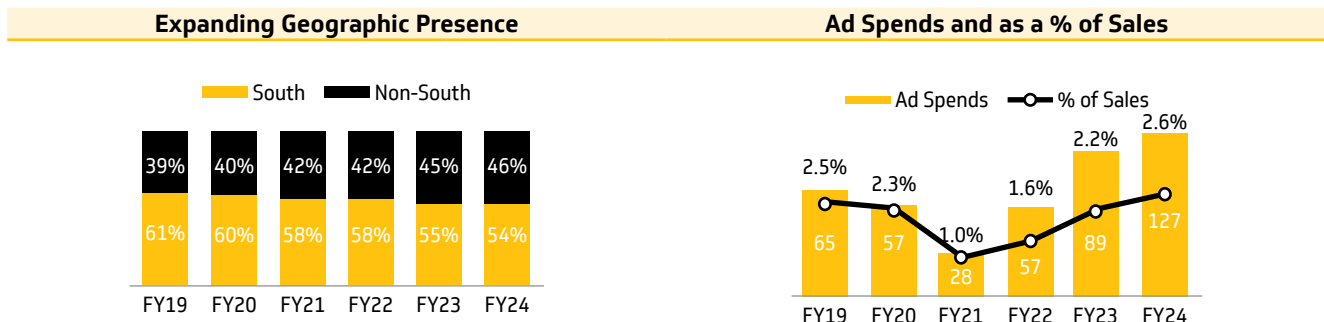 Expanding Geographic Presence
South Non-South
39% 40% 42% 42% 45% 46%
61% 60% 58% 58% 55% 54%
FY19 FY20 FY21 FY22 FY23 FY24
Ad Spends and as a % of Sales
Ad Spends % of Sales
2.5% 2.3% 1.0% 1.6% 2.2% 2.6%
65 57 28 57 89 127
FY19 FY20 FY21 FY22 FY23 FY24